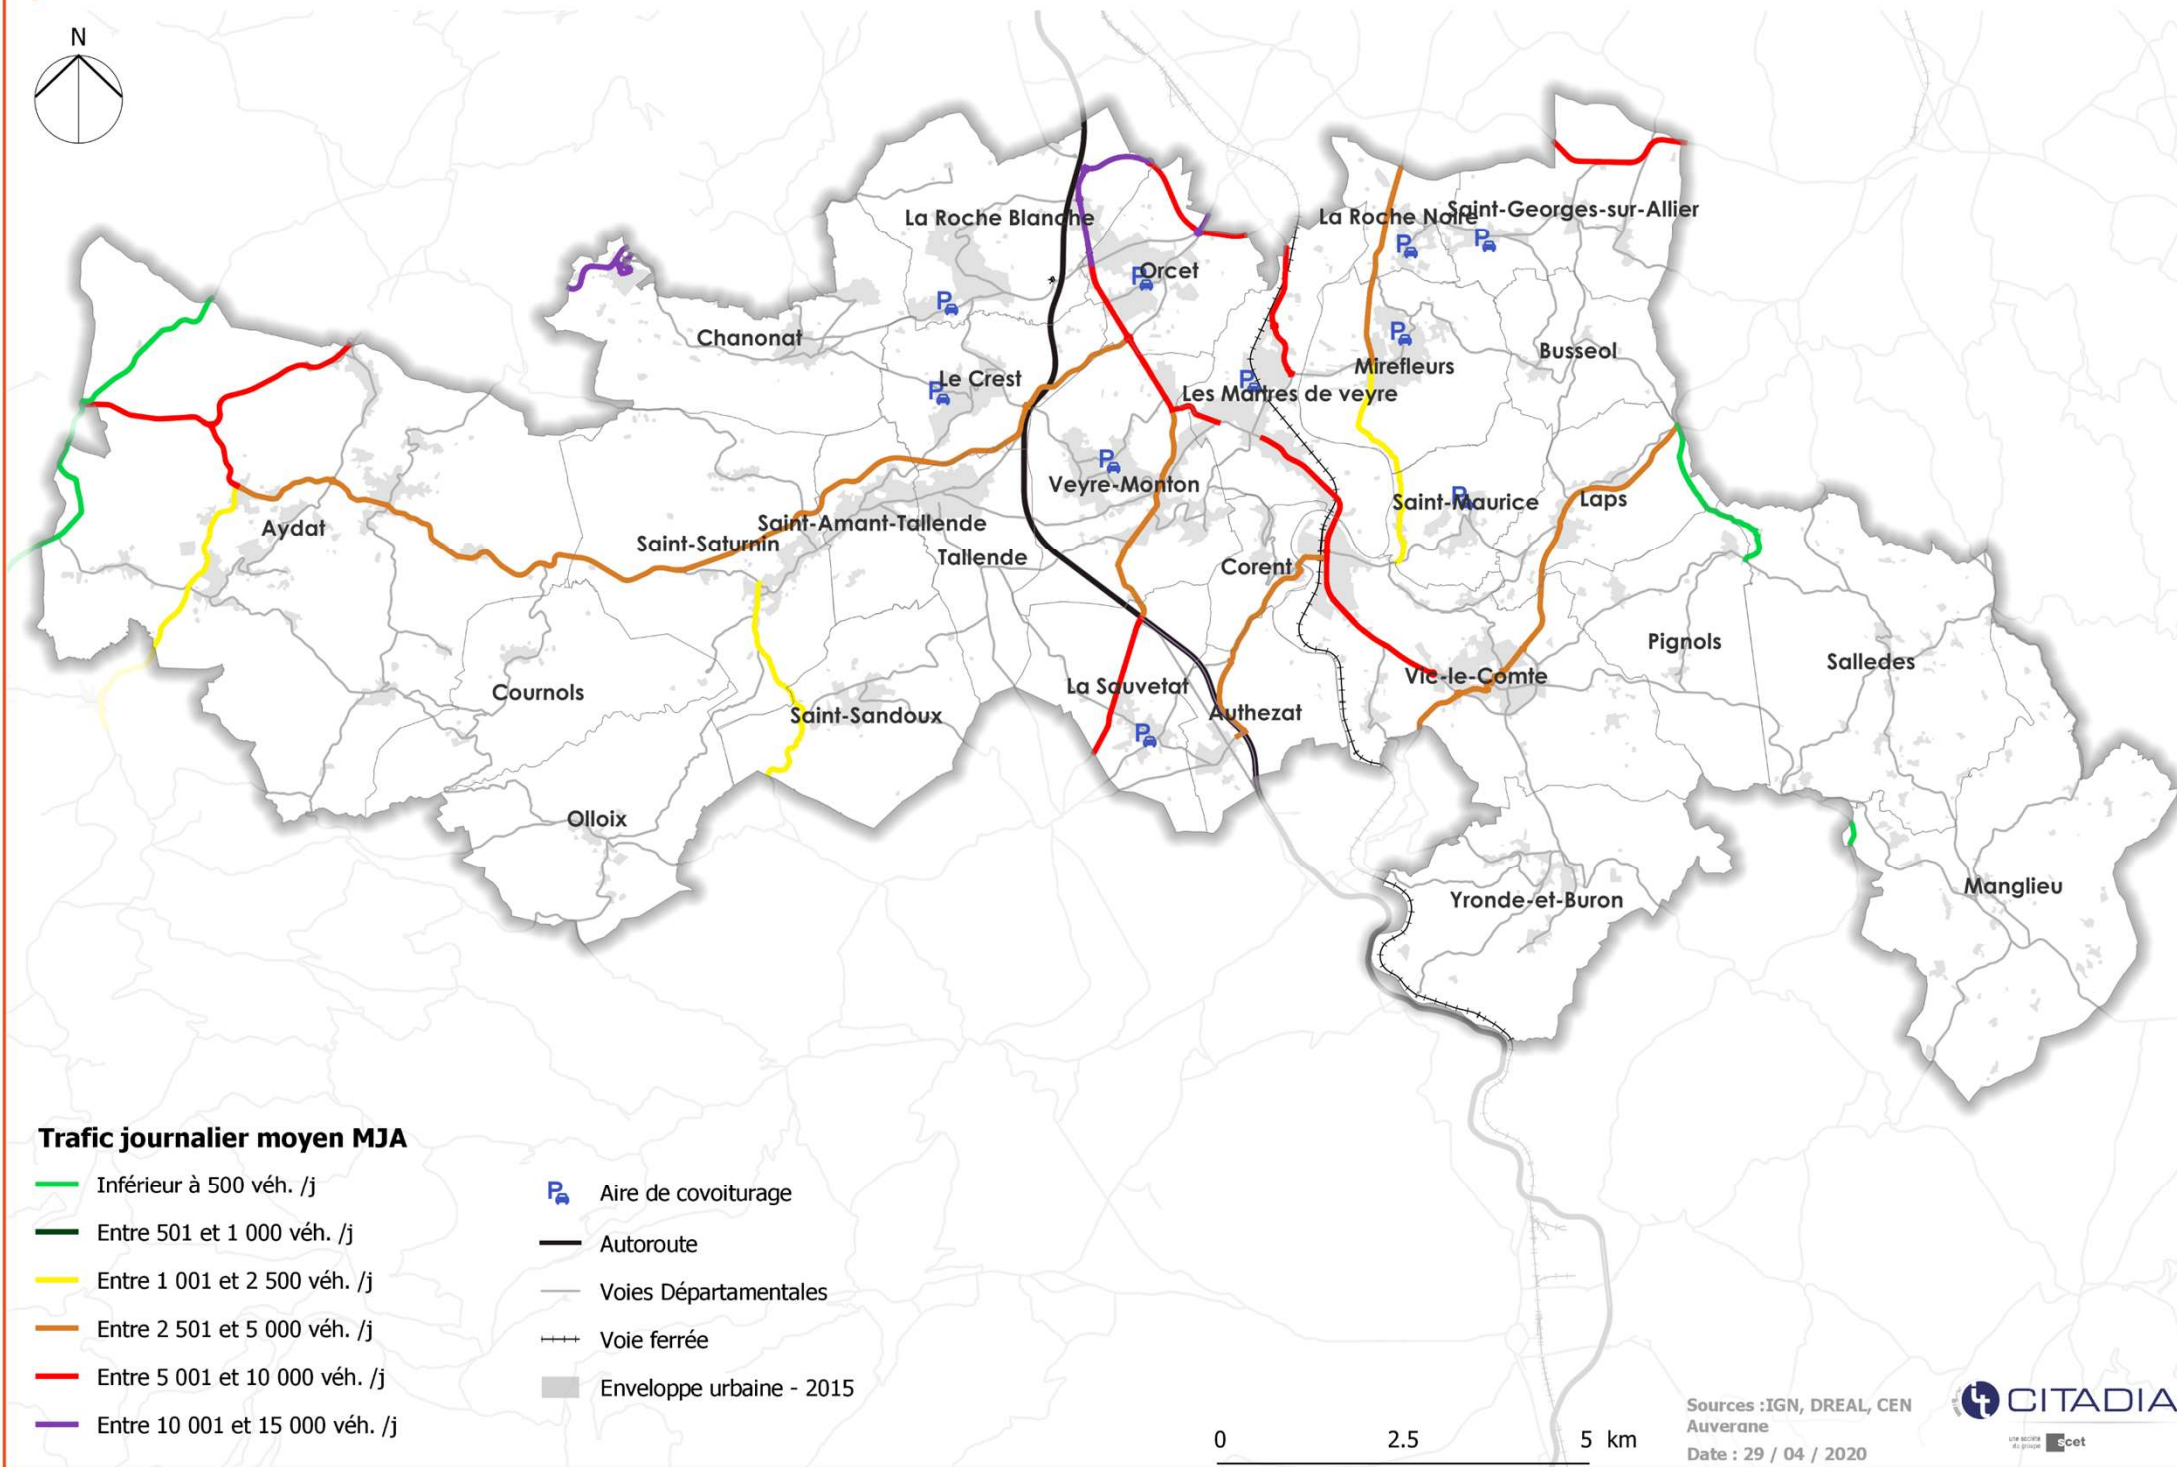 N
La Roche Blanche
La Roche Noire
Saint-Georges-sur-Allier
P
P
Orcet
P
P
Chanonat
P
Busseol
Mirefleurs
Le Crest
P
P
Les Martres de veyre
P
Veyre-Monton
Saint-Maurice
P
Laps
Aydat
Saint-Amant-Tallende
Saint-Saturnin
Tallende
Corent
Pignols
Salledes
Vic-le-Comte
Cournols
La Sauvetat
Saint-Sandoux
Authezat
P
Olloix
Manglieu
Yronde-et-Buron
Trafic journalier moyen MJA
Inférieur à 500 véh. /j
Entre 501 et 1 000 véh. /j
Entre 1 001 et 2 500 véh. /j
Entre 2 501 et 5 000 véh. /j
Entre 5 001 et 10 000 véh. /j
Entre 10 001 et 15 000 véh. /j
P Aire de covoiturage
Autoroute
Voies Départementales
Voie ferrée
Enveloppe urbaine - 2015
0 2.5 5 km
Sources :IGN, DREAL, CEN
Auvergne
Date : 29 / 04 / 2020
CITADIA
une société
du groupe
scet